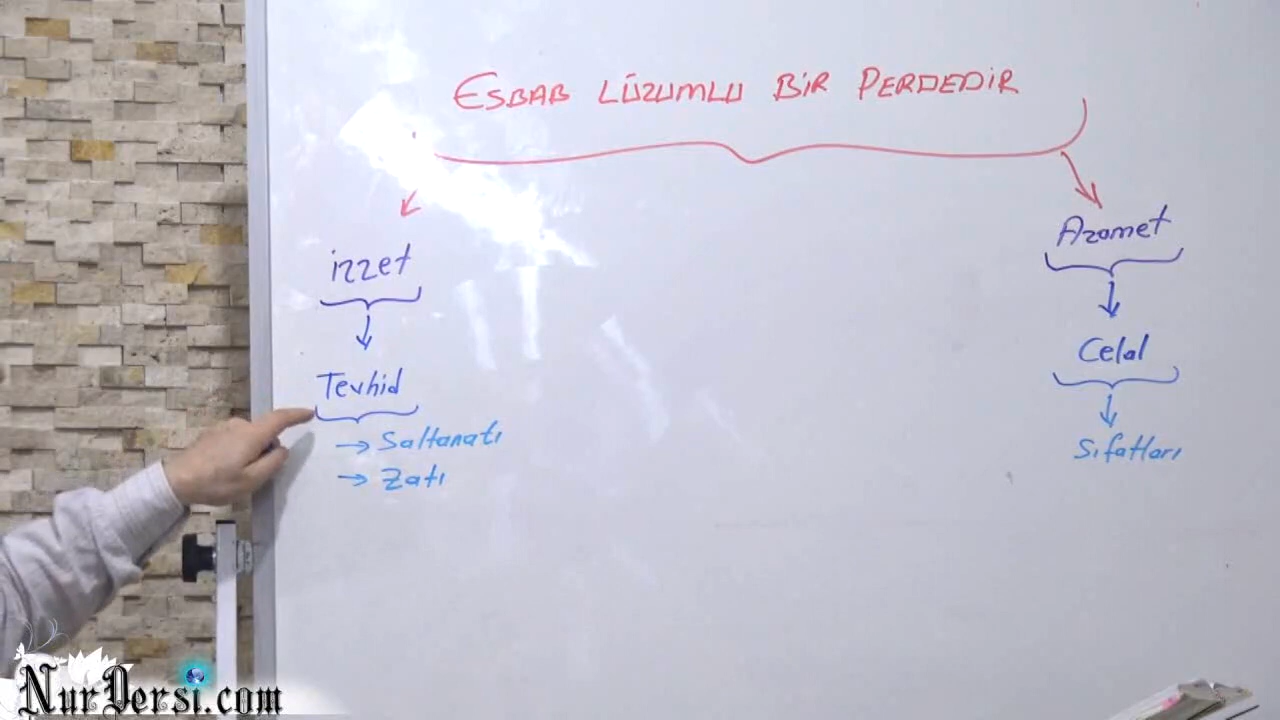 ESBAB LÜZUMLU BİR PERDEDİR
izzet
Azamet
Tevhid
Celal
→ Saltanatı
→ Zatı
Sıfatları
NurDersi.com